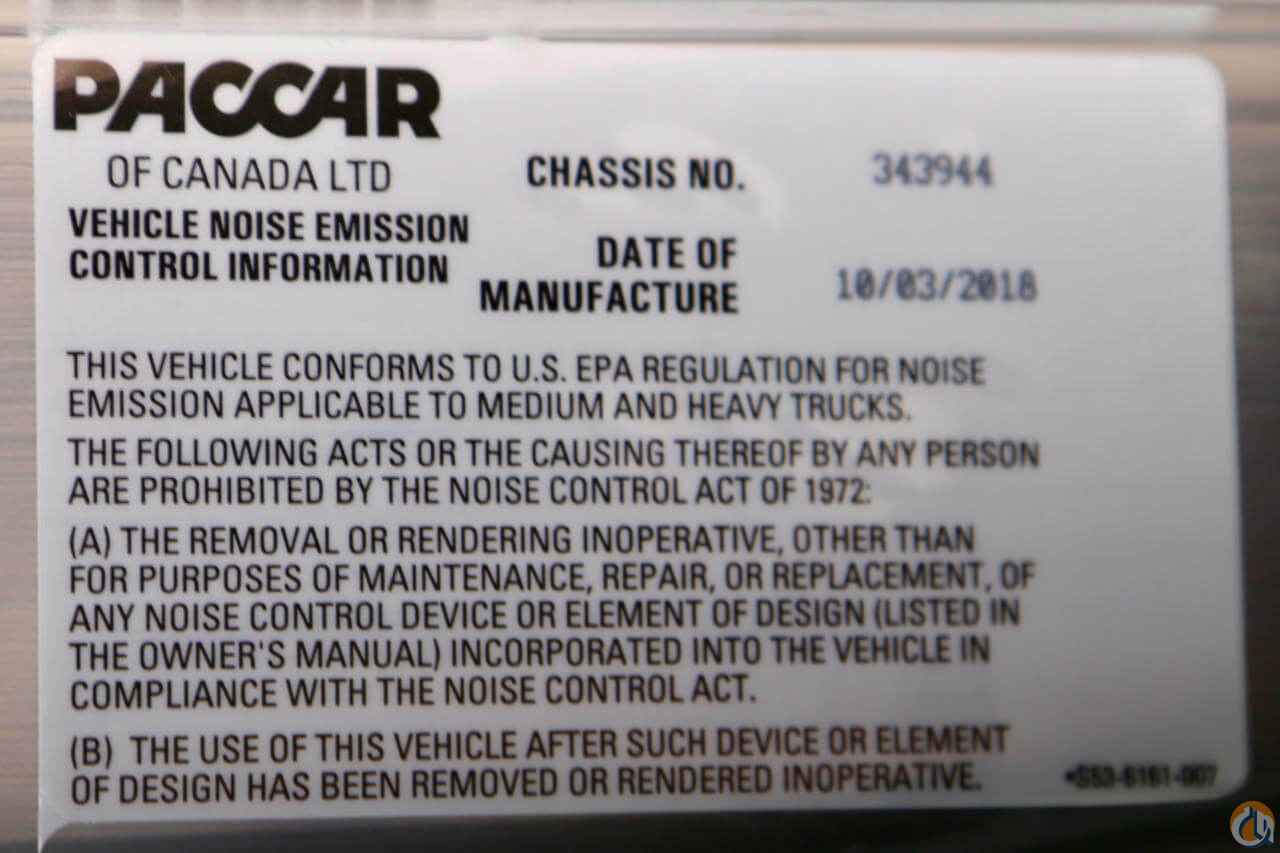 PACCAR
OF CANADA LTD
CHASSIS NO. 343944
VEHICLE NOISE EMISSION
CONTROL INFORMATION
DATE OF
MANUFACTURE 10/03/2018
THIS VEHICLE CONFORMS TO U.S. EPA REGULATION FOR NOISE
EMISSION APPLICABLE TO MEDIUM AND HEAVY TRUCKS.
THE FOLLOWING ACTS OR THE CAUSING THEREOF BY ANY PERSON
ARE PROHIBITED BY THE NOISE CONTROL ACT OF 1972:
(A) THE REMOVAL OR RENDERING INOPERATIVE, OTHER THAN
FOR PURPOSES OF MAINTENANCE, REPAIR, OR REPLACEMENT, OF
ANY NOISE CONTROL DEVICE OR ELEMENT OF DESIGN (LISTED IN
THE OWNER'S MANUAL) INCORPORATED INTO THE VEHICLE IN
COMPLIANCE WITH THE NOISE CONTROL ACT.
(B) THE USE OF THIS VEHICLE AFTER SUCH DEVICE OR ELEMENT
OF DESIGN HAS BEEN REMOVED OR RENDERED INOPERATIVE.